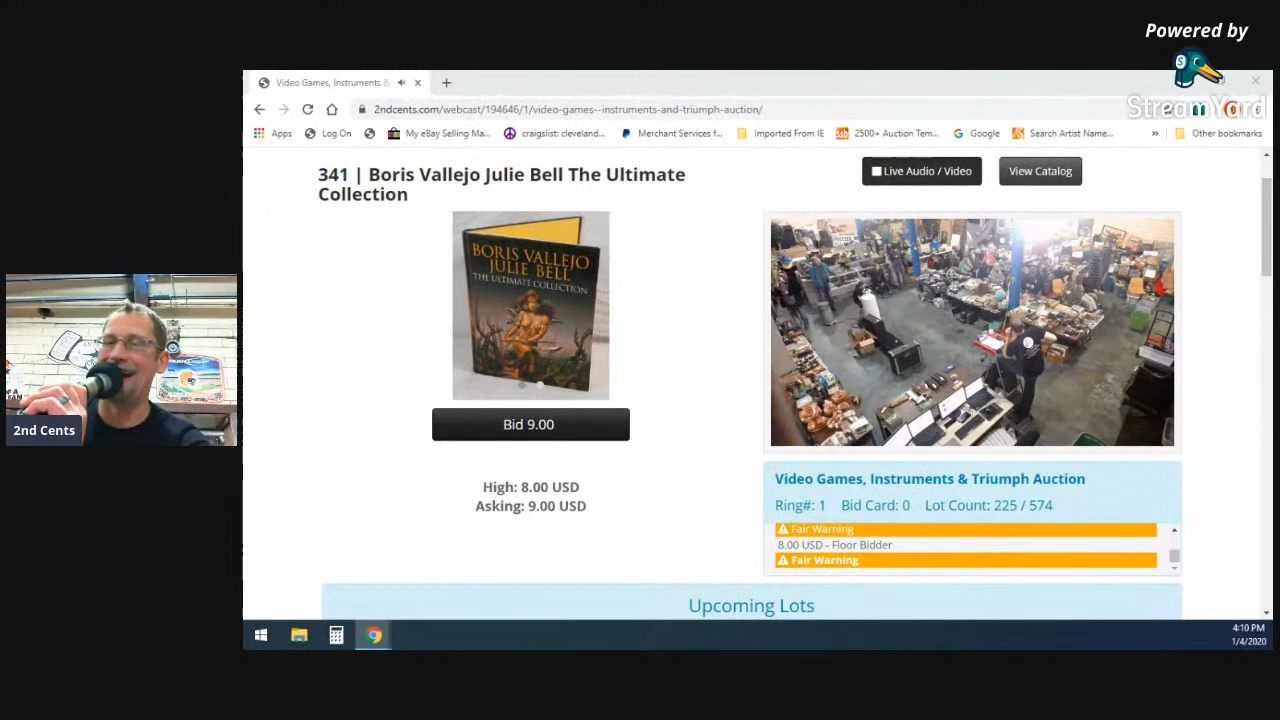 Powered by
StreamYard
Video Games, Instruments &
2ndcents.com/webcast/194646/1/video-games--instruments-and-triumph-auction/
Apps Log On My eBay Selling Ma... craigslist: cleveland... Merchant Services f... Imported From IE 2500+ Auction Tem... Google Search Artist Name... » Other bookmarks
341 | Boris Vallejo Julie Bell The Ultimate
Collection
Live Audio / Video
View Catalog
BORIS VALLEJO
JULIE BELL
THE ULTIMATE COLLECTION
Bid 9.00
High: 8.00 USD
Asking: 9.00 USD
2nd Cents
Video Games, Instruments & Triumph Auction
Ring#: 1 Bid Card: 0 Lot Count: 225 / 574
Fair Warning
8.00 USD - Floor Bidder
Fair Warning
Upcoming Lots
4:10 PM
1/4/2020